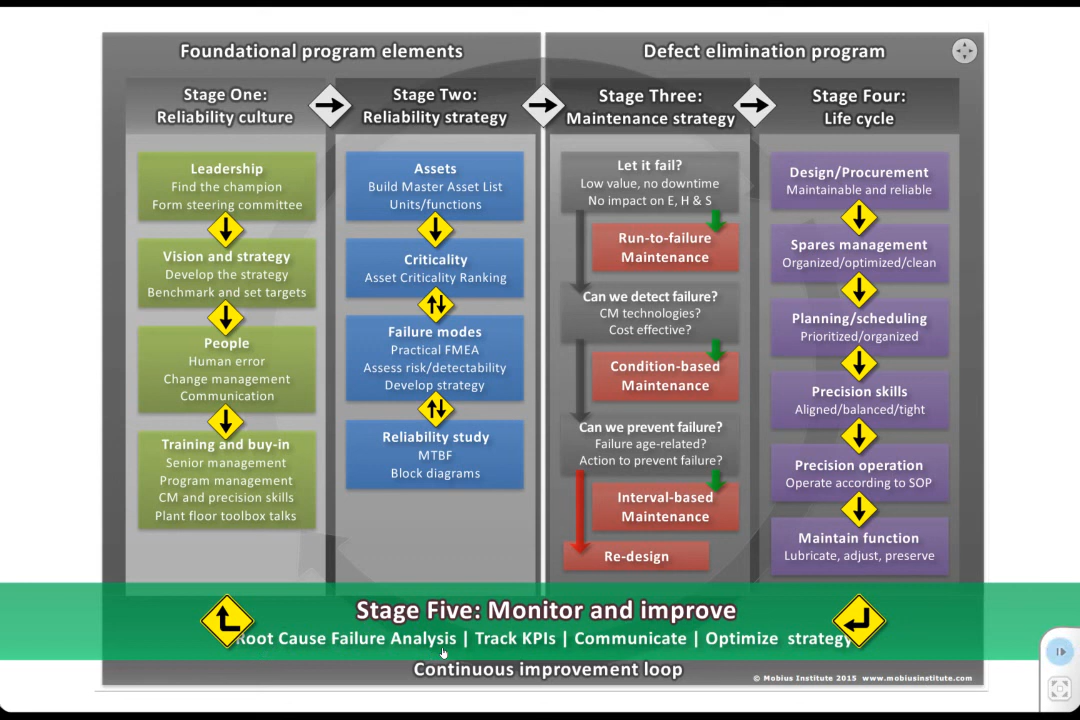 Foundational program elements
Defect elimination program
Stage One:
Reliability culture
Stage Two:
Reliability strategy
Stage Three:
Maintenance strategy
Stage Four:
Life cycle
Leadership
Find the champion
Form steering committee
Vision and strategy
Develop the strategy
Benchmark and set targets
People
Human error
Change management
Communication
Training and buy-in
Senior management
Program management
CM and precision skills
Plant floor toolbox talks
Assets
Build Master Asset List
Units/functions
Criticality
Asset Criticality Ranking
Failure modes
Practical FMEA
Assess risk/detectability
Develop strategy
Reliability study
MTBF
Block diagrams
Let it fail?
Low value, no downtime
No impact on E, H & S
Run-to-failure
Maintenance
Can we detect failure?
CM technologies?
Cost effective?
Condition-based
Maintenance
Can we prevent failure?
Failure age-related?
Action to prevent failure?
Interval-based
Maintenance
Re-design
Design/Procurement
Maintainable and reliable
Spares management
Organized/optimized/clean
Planning/scheduling
Prioritized/organized
Precision skills
Aligned/balanced/tight
Precision operation
Operate according to SOP
Maintain function
Lubricate, adjust, preserve
Stage Five: Monitor and improve
Root Cause Failure Analysis | Track KPIs | Communicate | Optimize strategy
Continuous improvement loop
© Mobius Institute 2015 www.mobiusinstitute.com